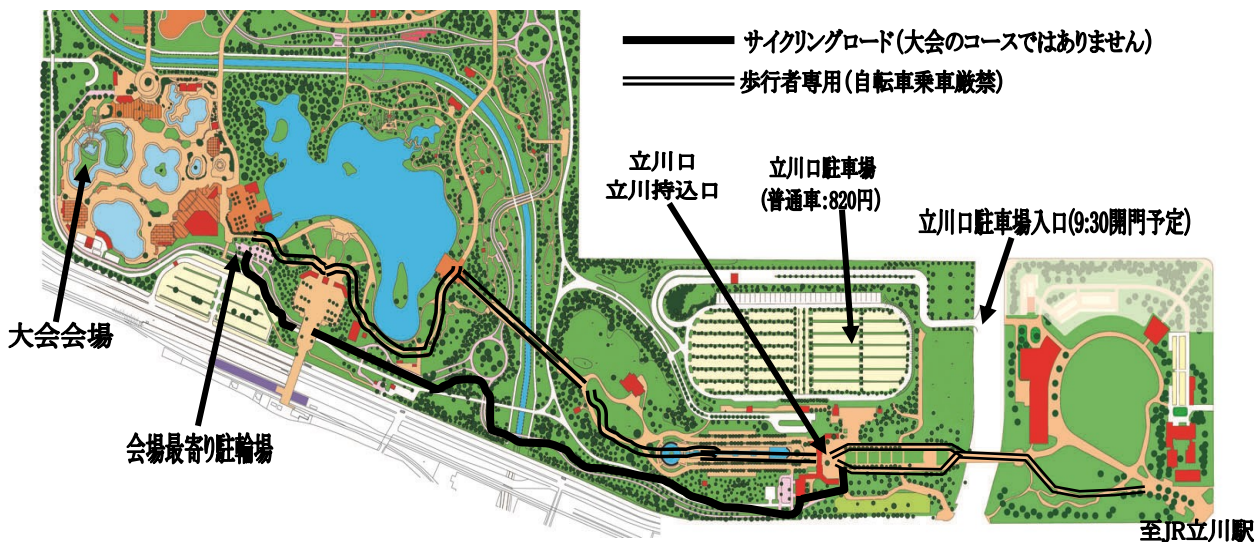 サイクリングロード(大会のコースではありません)
歩行者専用(自転車乗車厳禁)
立川口
立川持込口
立川口駐車場
(普通車:820円)
立川口駐車場入口(9:30開門予定)
大会会場
会場最寄り駐輪場
至JR立川駅